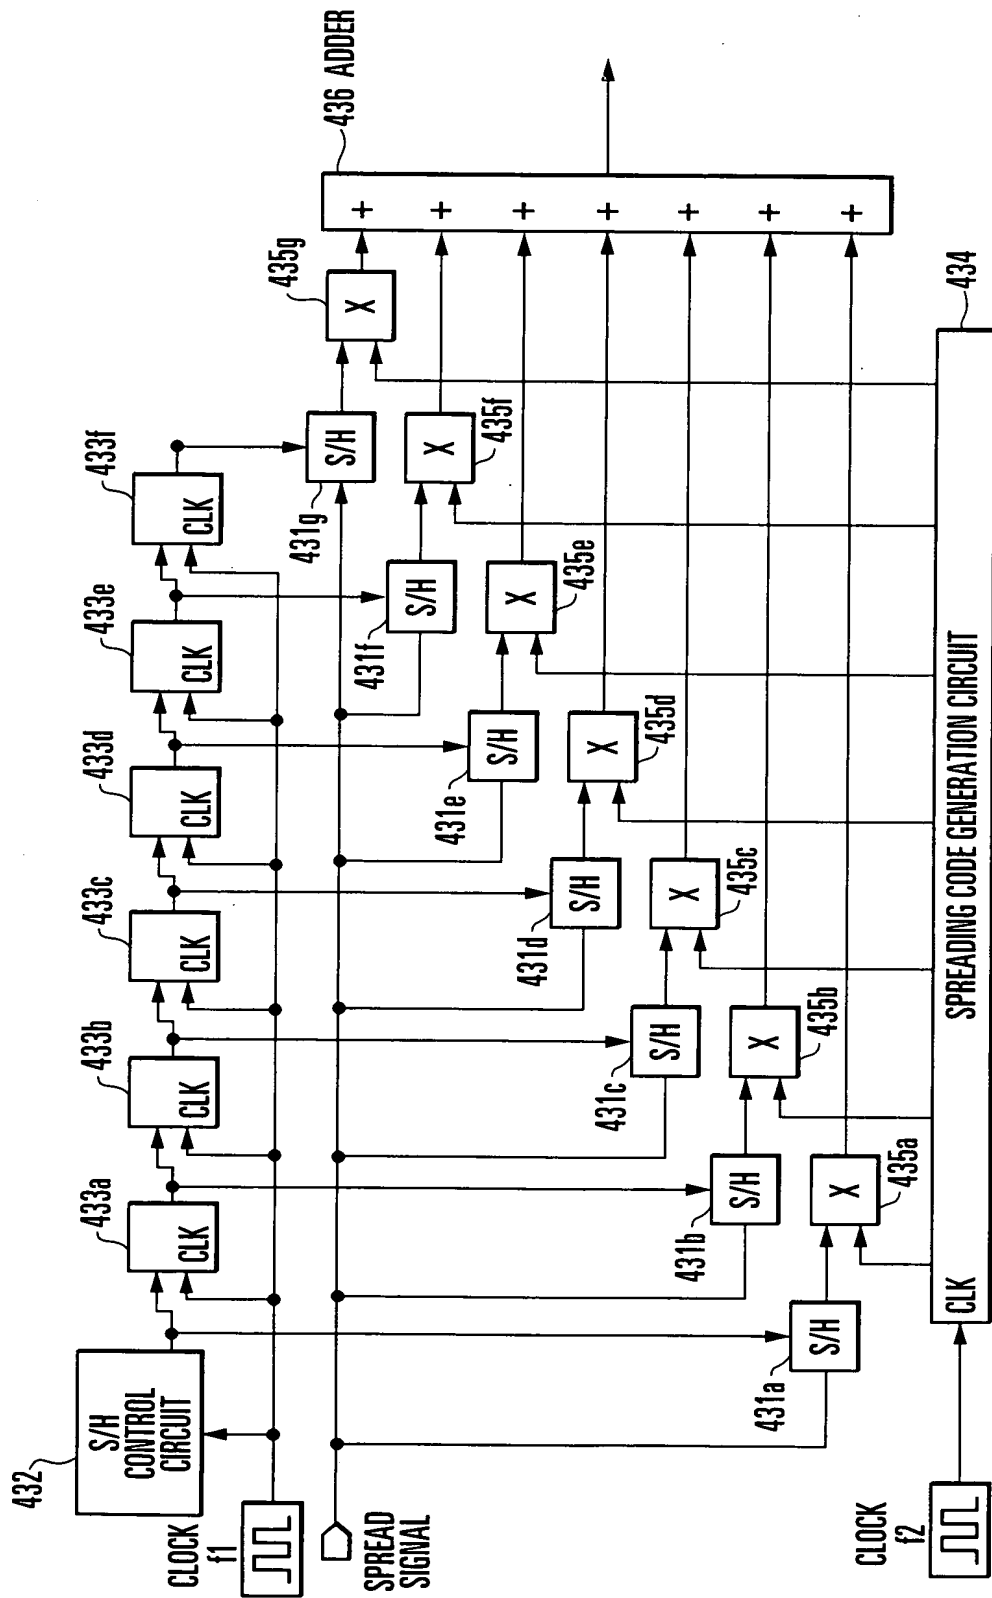 432
S/H
CONTROL
CIRCUIT
433a
CLK
433b
CLK
433c
CLK
433d
CLK
433e
CLK
433f
CLK
CLOCK
f1
SPREAD
SIGNAL
431a
S/H
431b
S/H
431c
S/H
431d
S/H
431e
S/H
431f
S/H
431g
S/H
X
435a
X
435b
X
435c
X
435d
X
435e
X
435f
X
435g
436 ADDER
+
+
+
+
+
+
+
CLOCK
f2
CLK
SPREADING CODE GENERATION CIRCUIT
434